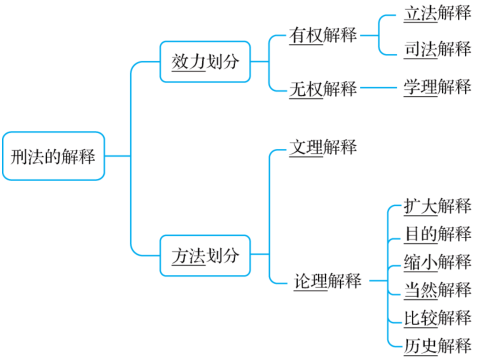 刑法的解释
效力划分
有权解释
立法解释
司法解释
无权解释
学理解释
方法划分
文理解释
论理解释
扩大解释
目的解释
缩小解释
当然解释
比较解释
历史解释